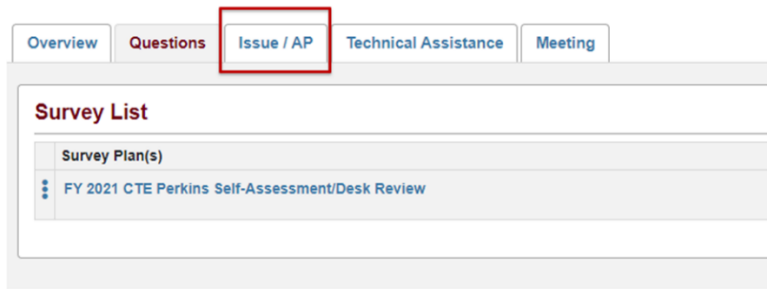 Overview Questions Issue / AP Technical Assistance Meeting
Survey List
Survey Plan(s)
FY 2021 CTE Perkins Self-Assessment/Desk Review